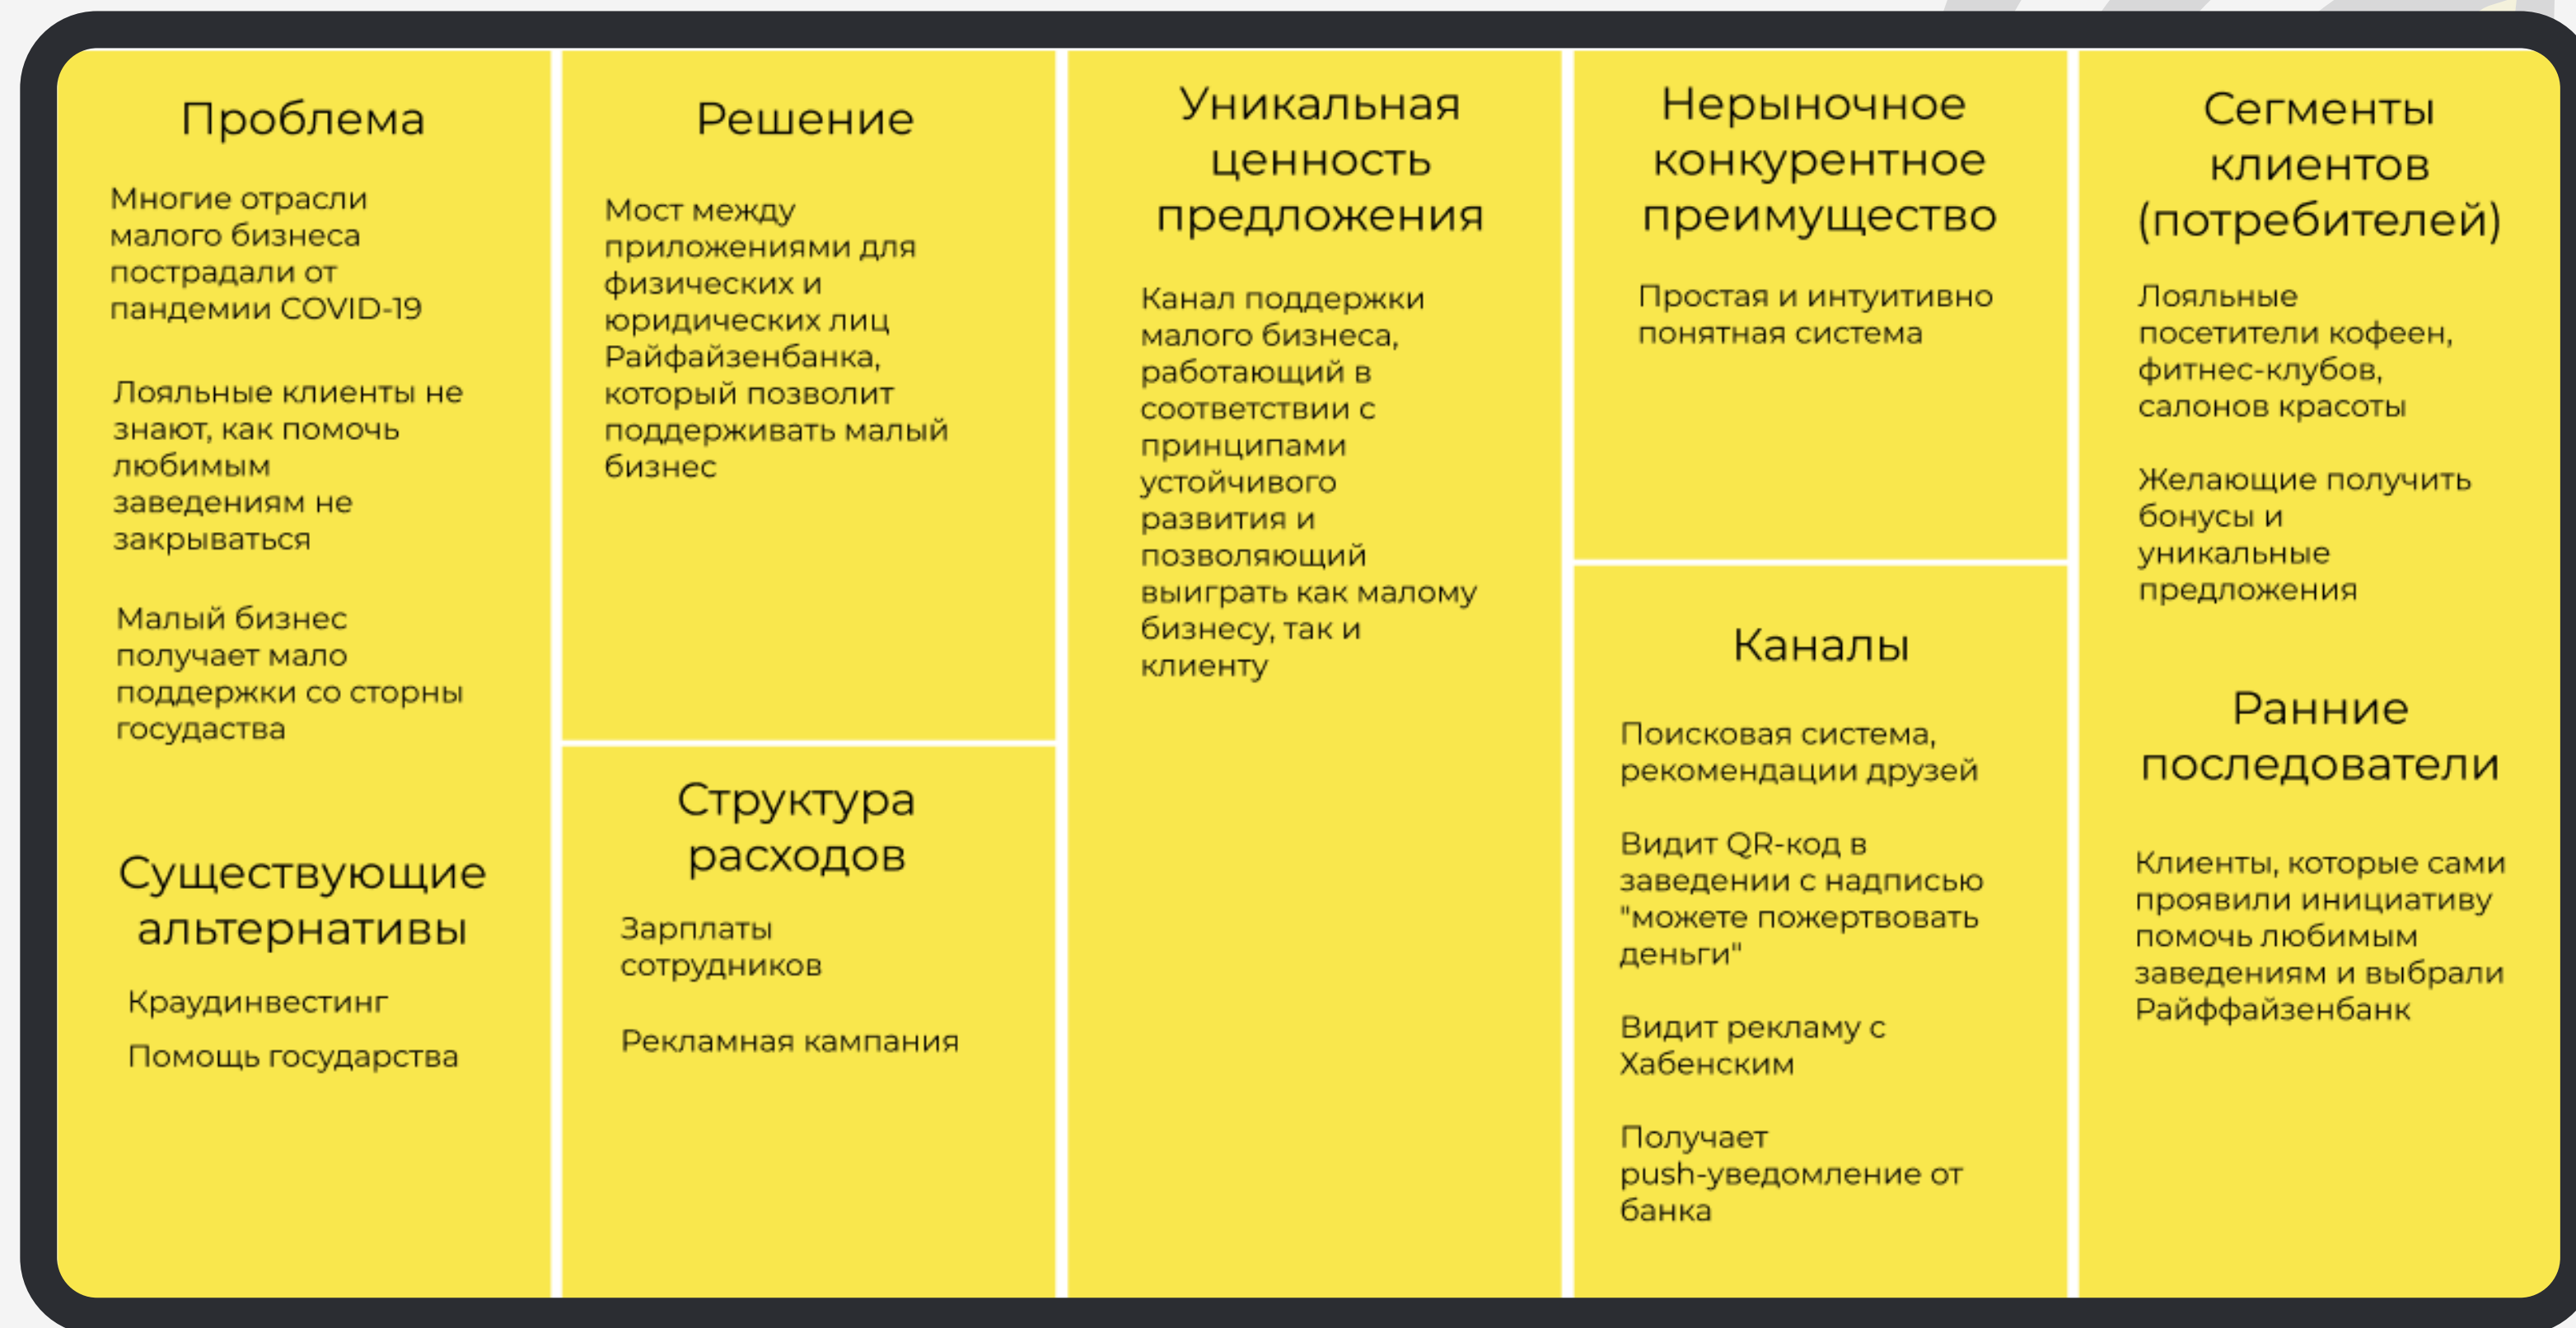 Проблема
Многие отрасли
малого бизнеса
пострадали от
пандемии COVID-19
Лояльные клиенты не
знают, как помочь
любимым
заведениям не
закрываться
Малый бизнес
получает мало
поддержки со сторны
госудаства
Существующие
альтернативы
Краудинвестинг
Помощь государства
Решение
Мост между
приложениями для
физических и
юридических лиц
Райфайзенбанка,
который позволит
поддерживать малый
бизнес
Структура
расходов
Зарплаты
сотрудников
Рекламная кампания
Уникальная
ценность
предложения
Канал поддержки
малого бизнеса,
работающий в
соответствии с
принципами
устойчивого
развития и
позволяющий
выиграть как малому
бизнесу, так и
клиенту
Нерыночное
конкурентное
преимущество
Простая и интуитивно
понятная система
Каналы
Поисковая система,
рекомендации друзей
Видит QR-код в
заведении с надписью
"можете пожертвовать
деньги"
Видит рекламу с
Хабенским
Получает
push-уведомление от
банка
Сегменты
клиентов
(потребителей)
Лояльные
посетители кофеен,
фитнес-клубов,
салонов красоты
Желающие получить
бонусы и
уникальные
предложения
Ранние
последователи
Клиенты, которые сами
проявили инициативу
помочь любимым
заведениям и выбрали
Райффайзенбанк